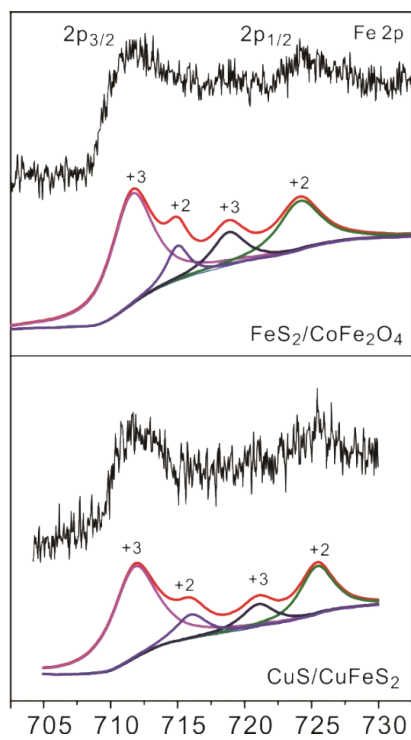 2p3/2 2p1/2 Fe 2p
+3 +2 +3 +2
FeS2/CoFe2O4
+3 +2 +3 +2
CuS/CuFeS2
705 710 715 720 725 730